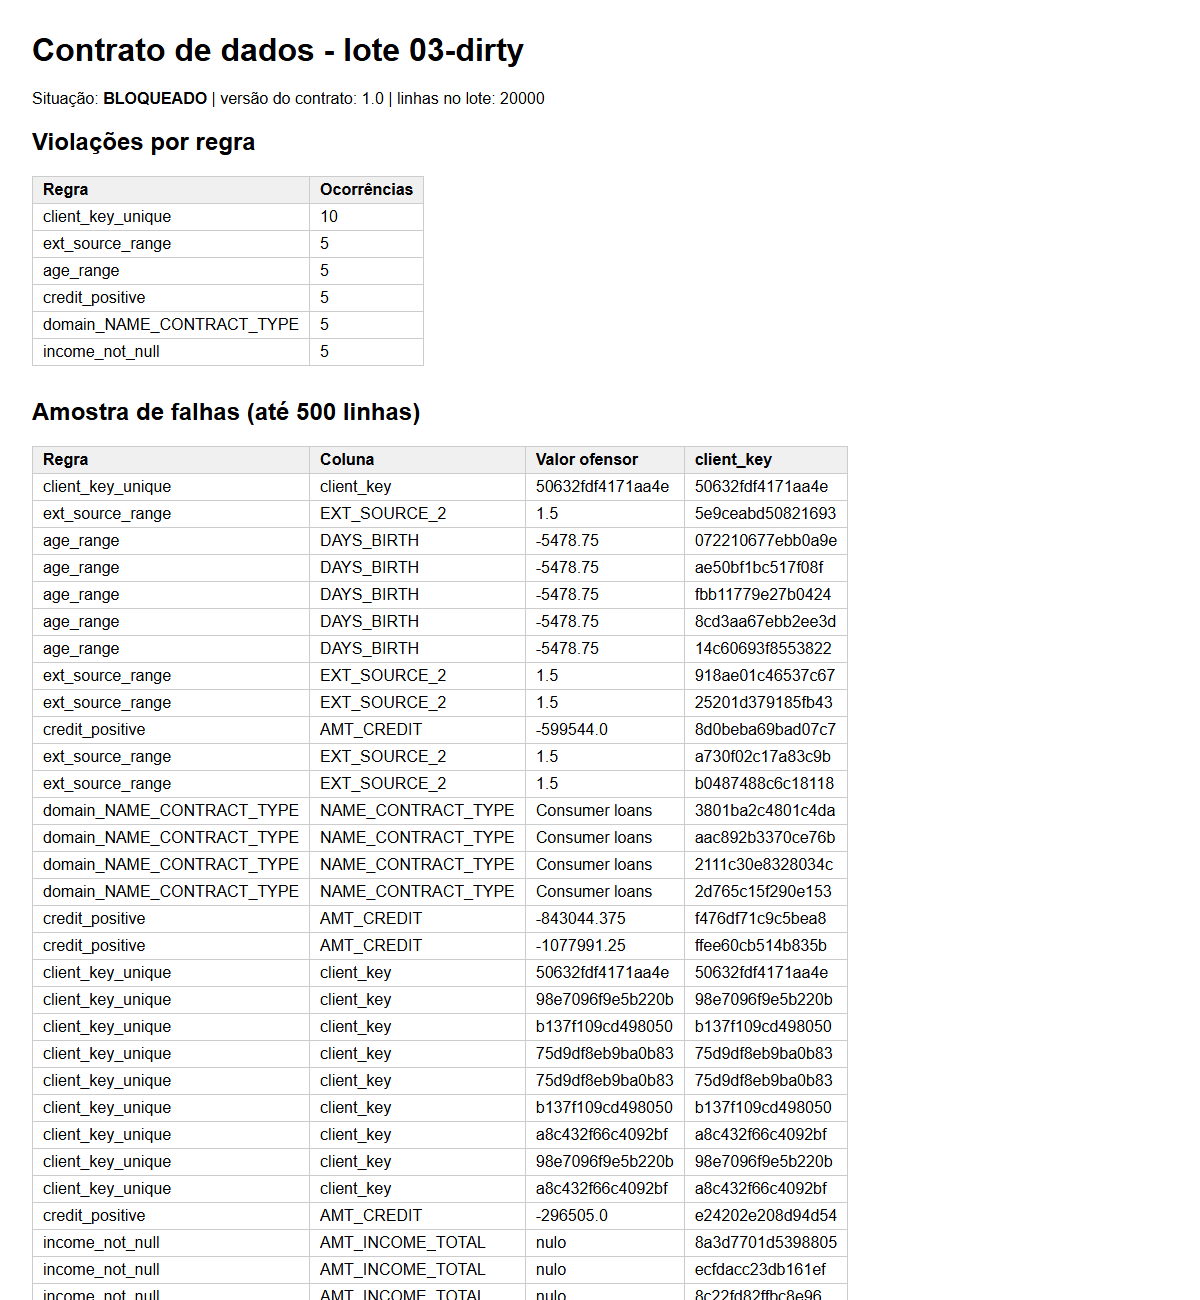 Contrato de dados - lote 03-dirty
Situação: BLOQUEADO | versão do contrato: 1.0 | linhas no lote: 20000
Violações por regra
Regra Ocorrências
client_key_unique 10
ext_source_range 5
age_range 5
credit_positive 5
domain_NAME_CONTRACT_TYPE 5
income_not_null 5
Amostra de falhas (até 500 linhas)
Regra Coluna Valor ofensor client_key
client_key_unique client_key 50632fdf4171aa4e 50632fdf4171aa4e
ext_source_range EXT_SOURCE_2 1.5 5e9ceabd50821693
age_range DAYS_BIRTH -5478.75 072210677ebb0a9e
age_range DAYS_BIRTH -5478.75 ae50bf1bc517f08f
age_range DAYS_BIRTH -5478.75 fbb11779e27b0424
age_range DAYS_BIRTH -5478.75 8cd3aa67ebb2ee3d
age_range DAYS_BIRTH -5478.75 14c60693f8553822
ext_source_range EXT_SOURCE_2 1.5 918ae01c46537c67
ext_source_range EXT_SOURCE_2 1.5 25201d379185fb43
credit_positive AMT_CREDIT -599544.0 8d0beba69bad07c7
ext_source_range EXT_SOURCE_2 1.5 a730f02c17a83c9b
ext_source_range EXT_SOURCE_2 1.5 b0487488c6c18118
domain_NAME_CONTRACT_TYPE NAME_CONTRACT_TYPE Consumer loans 3801ba2c4801c4da
domain_NAME_CONTRACT_TYPE NAME_CONTRACT_TYPE Consumer loans aac892b3370ce76b
domain_NAME_CONTRACT_TYPE NAME_CONTRACT_TYPE Consumer loans 2111c30e8328034c
domain_NAME_CONTRACT_TYPE NAME_CONTRACT_TYPE Consumer loans 2d765c15f290e153
credit_positive AMT_CREDIT -843044.375 f476df71c9c5bea8
credit_positive AMT_CREDIT -1077991.25 ffee60cb514b835b
client_key_unique client_key 50632fdf4171aa4e 50632fdf4171aa4e
client_key_unique client_key 98e7096f9e5b220b 98e7096f9e5b220b
client_key_unique client_key b137f109cd498050 b137f109cd498050
client_key_unique client_key 75d9df8eb9ba0b83 75d9df8eb9ba0b83
client_key_unique client_key 75d9df8eb9ba0b83 75d9df8eb9ba0b83
client_key_unique client_key b137f109cd498050 b137f109cd498050
client_key_unique client_key a8c432f66c4092bf a8c432f66c4092bf
client_key_unique client_key 98e7096f9e5b220b 98e7096f9e5b220b
client_key_unique client_key a8c432f66c4092bf a8c432f66c4092bf
credit_positive AMT_CREDIT -296505.0 e24202e208d94d54
income_not_null AMT_INCOME_TOTAL nulo 8a3d7701d5398805
income_not_null AMT_INCOME_TOTAL nulo ecfdacc23db161ef
income_not_null AMT_INCOME_TOTAL nulo 8c22fd82ffbc8e96